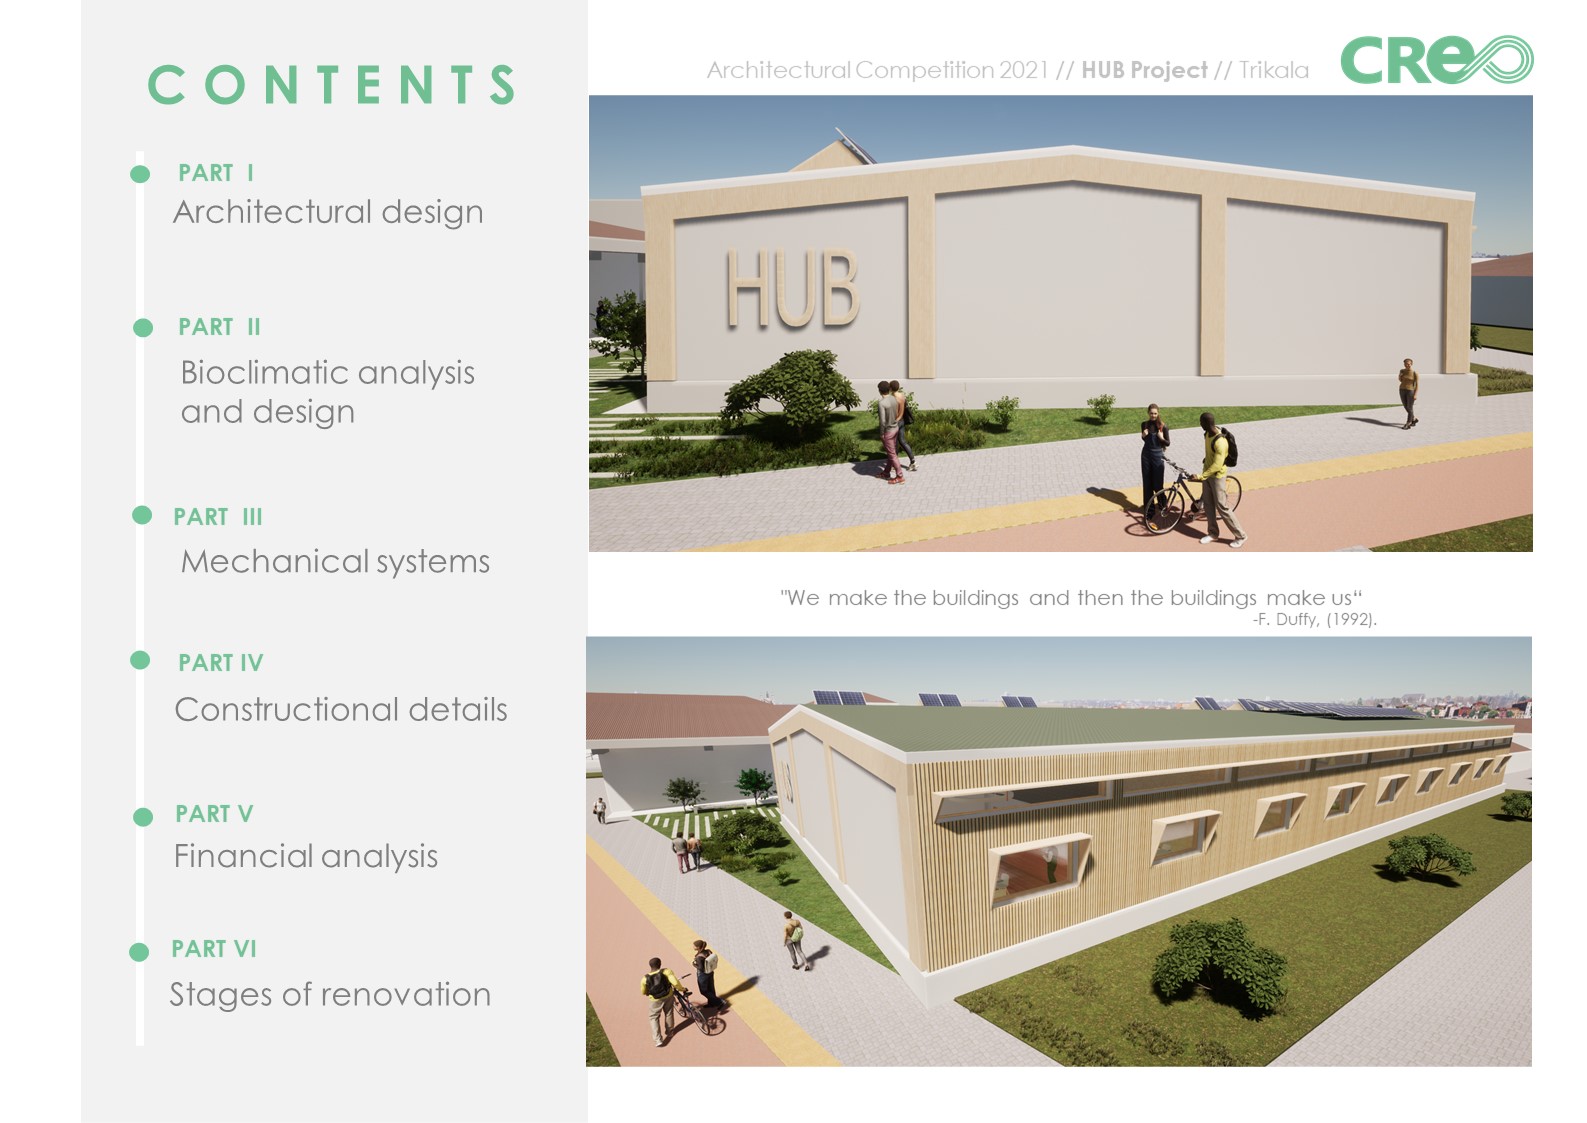 CONTENTS
PART I
Architectural design
PART II
Bioclimatic analysis
and design
PART III
Mechanical systems
PART IV
Constructional details
PART V
Financial analysis
PART VI
Stages of renovation
Architectural Competition 2021 // HUB Project // Trikala
CRe
HUB
"We make the buildings and then the buildings make us“
-F. Duffy, (1992).